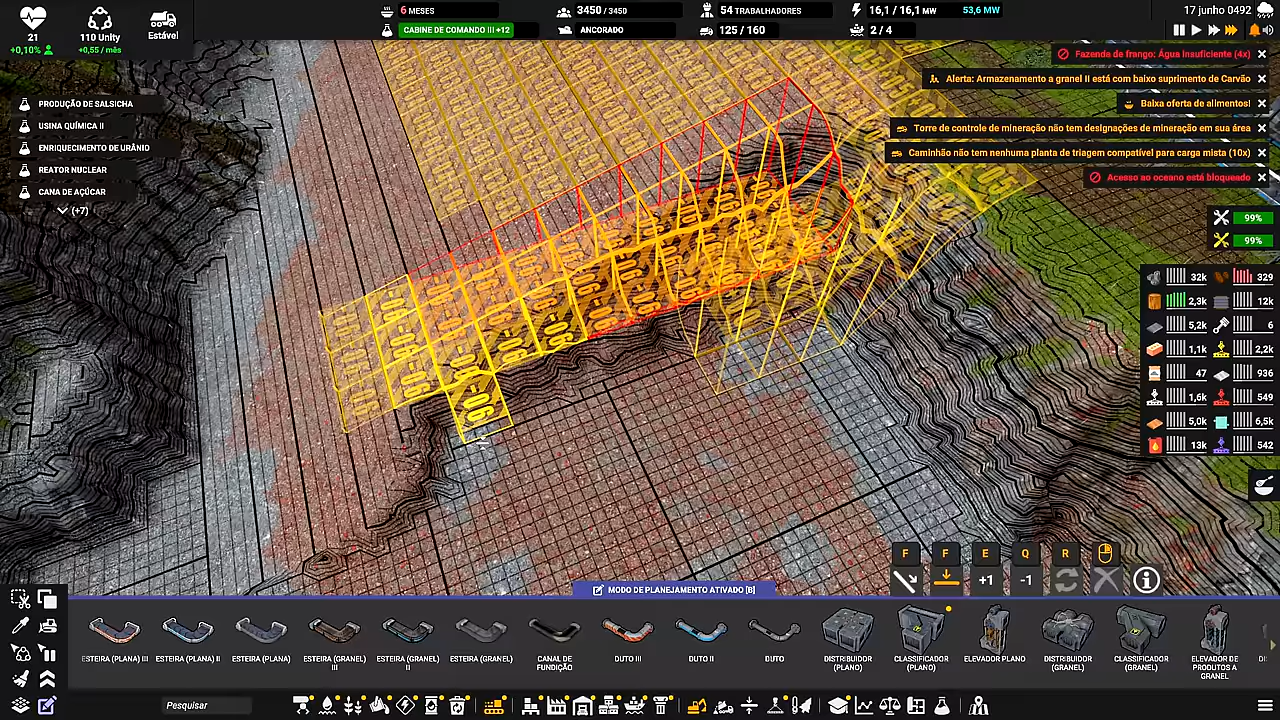 21
+0,10%
110 Unity
+0,55 / mês
Estável
6 MESES
CABINE DE COMANDO III +12
3450 / 3450
ANCORADO
54 TRABALHADORES
125 / 160
16,1 / 16,1 MW
53,6 MW
2 / 4
17 junho 0492
Fazenda de frango: Água insuficiente (4x)
Alerta: Armazenamento a granel II está com baixo suprimento de Carvão
Baixa oferta de alimentos!
Torre de controle de mineração não tem designações de mineração em sua área
Caminhão não tem nenhuma planta de triagem compatível para carga mista (10x)
Acesso ao oceano está bloqueado
PRODUÇÃO DE SALSICHA
USINA QUÍMICA II
ENRIQUECIMENTO DE URÂNIO
REATOR NUCLEAR
CANA DE AÇÚCAR
(+7)
99%
99%
32k 329
2,3k 12k
5,2k 6
1,1k 2,2k
47 936
1,6k 549
5,0k 6,5k
13k 542
-06
-06
-06
-06
-06
F F E Q R
+1 -1
MODO DE PLANEJAMENTO ATIVADO [B]
ESTEIRA (PLANA) III
ESTEIRA (PLANA) II
ESTEIRA (PLANA)
ESTEIRA (GRANEL) III
ESTEIRA (GRANEL) II
ESTEIRA (GRANEL)
CANAL DE FUNDIÇÃO
DUTO III
DUTO II
DUTO
DISTRIBUIDOR (PLANO)
CLASSIFICADOR (PLANO)
ELEVADOR PLANO
DISTRIBUIDOR (GRANEL)
CLASSIFICADOR (GRANEL)
ELEVADOR DE PRODUTOS A GRANEL
Pesquisar